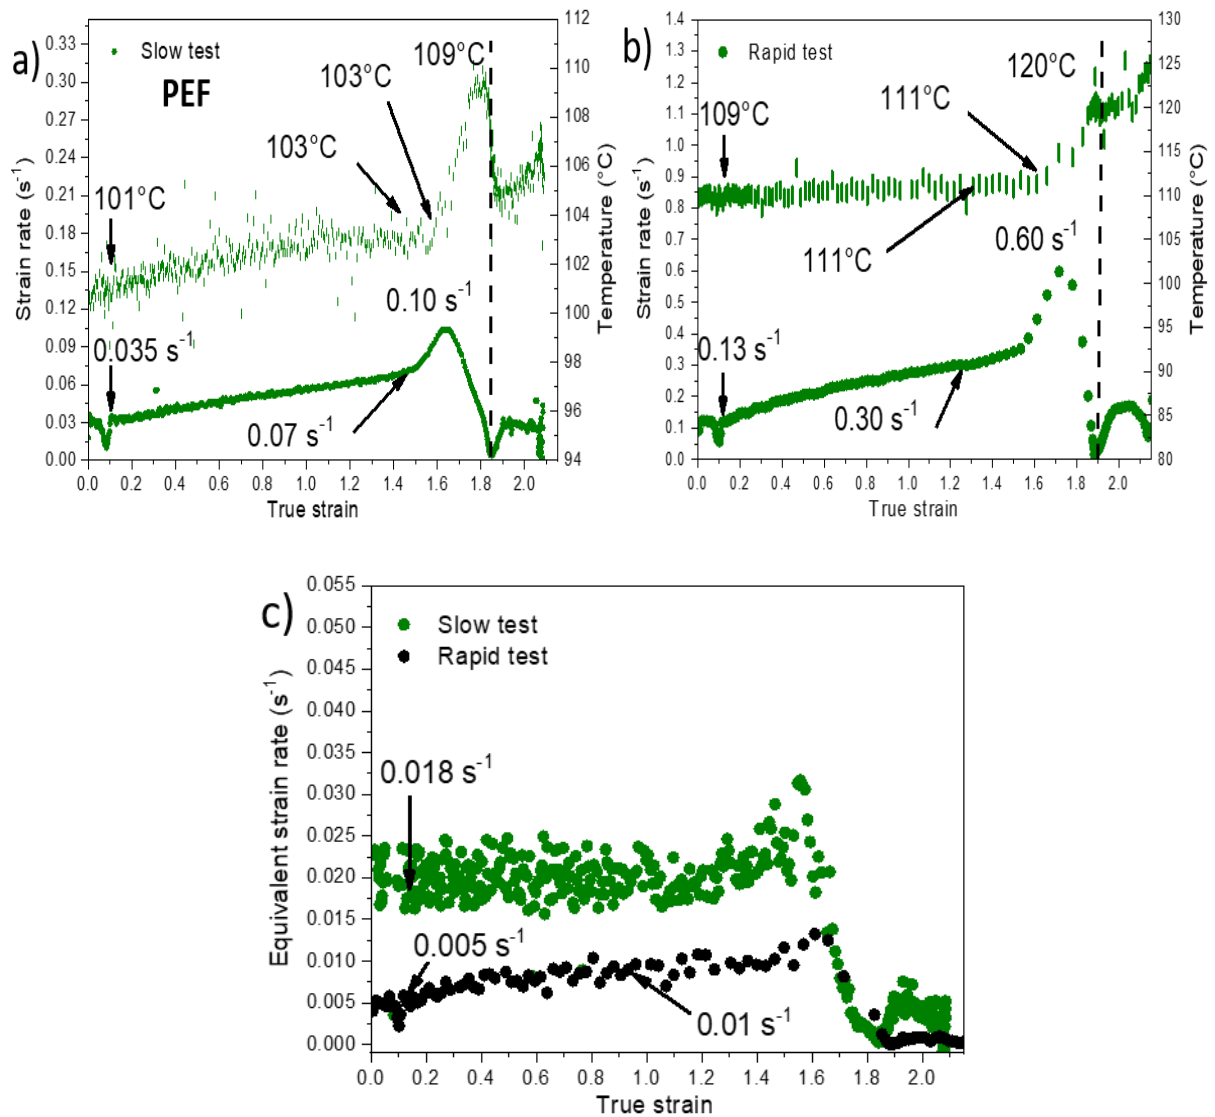 a)
PEF
Slow test
0.33
0.30
0.27
0.24
0.21
0.18
0.15
0.12
0.09
0.06
0.03
0.00
Strain rate (s⁻¹)
109°C
103°C
103°C
101°C
0.10 s⁻¹
0.035 s⁻¹
0.07 s⁻¹
112
110
108
106
104
102
100
98
96
94
Temperature (°C)
0.0 0.2 0.4 0.6 0.8 1.0 1.2 1.4 1.6 1.8 2.0
True strain
b)
Rapid test
1.4
1.3
1.2
1.1
1.0
0.9
0.8
0.7
0.6
0.5
0.4
0.3
0.2
0.1
0.0
Strain rate (s⁻¹)
120°C
111°C
109°C
111°C
0.60 s⁻¹
0.13 s⁻¹
0.30 s⁻¹
130
125
120
115
110
105
100
95
90
85
80
Temperature (°C)
0.0 0.2 0.4 0.6 0.8 1.0 1.2 1.4 1.6 1.8 2.0
True strain
c)
Slow test
Rapid test
0.055
0.050
0.045
0.040
0.035
0.030
0.025
0.020
0.015
0.010
0.005
0.000
Equivalent strain rate (s⁻¹)
0.018 s⁻¹
0.005 s⁻¹
0.01 s⁻¹
0.0 0.2 0.4 0.6 0.8 1.0 1.2 1.4 1.6 1.8 2.0
True strain